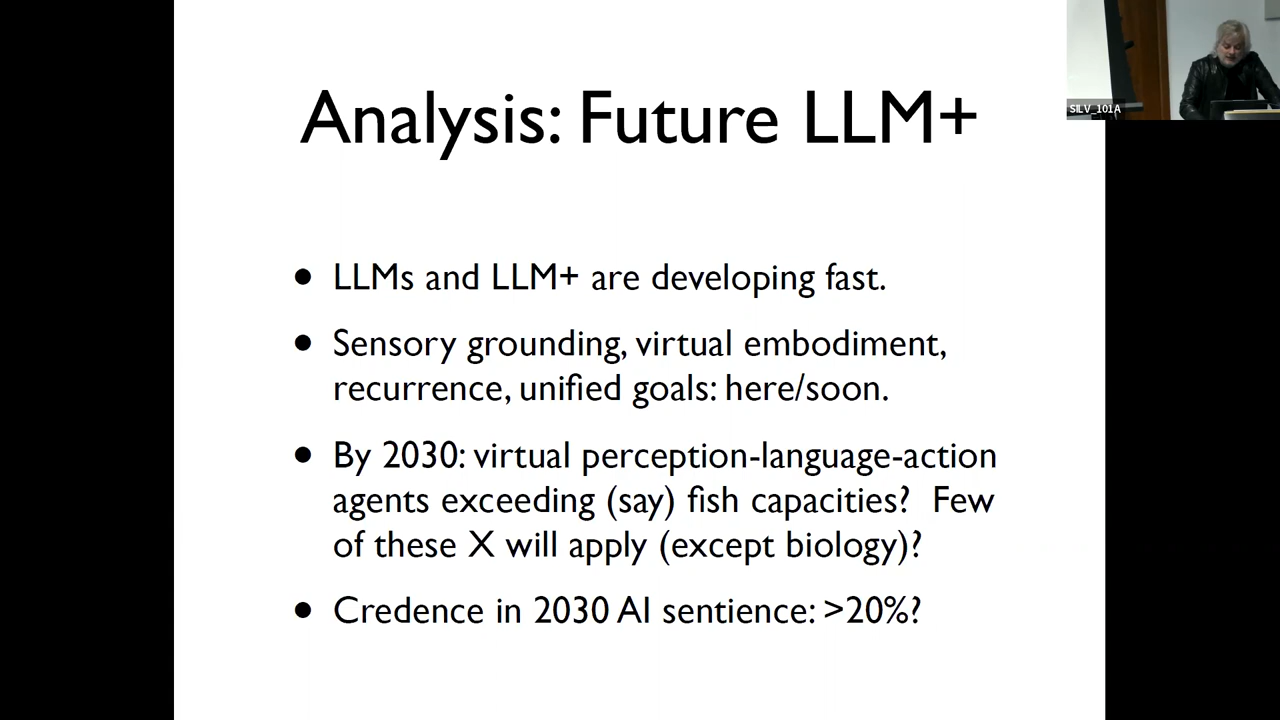 Analysis: Future LLM+
SILV_101A
• LLMs and LLM+ are developing fast.
• Sensory grounding, virtual embodiment,
recurrence, unified goals: here/soon.
• By 2030: virtual perception-language-action
agents exceeding (say) fish capacities? Few
of these X will apply (except biology)?
• Credence in 2030 AI sentience: >20%?